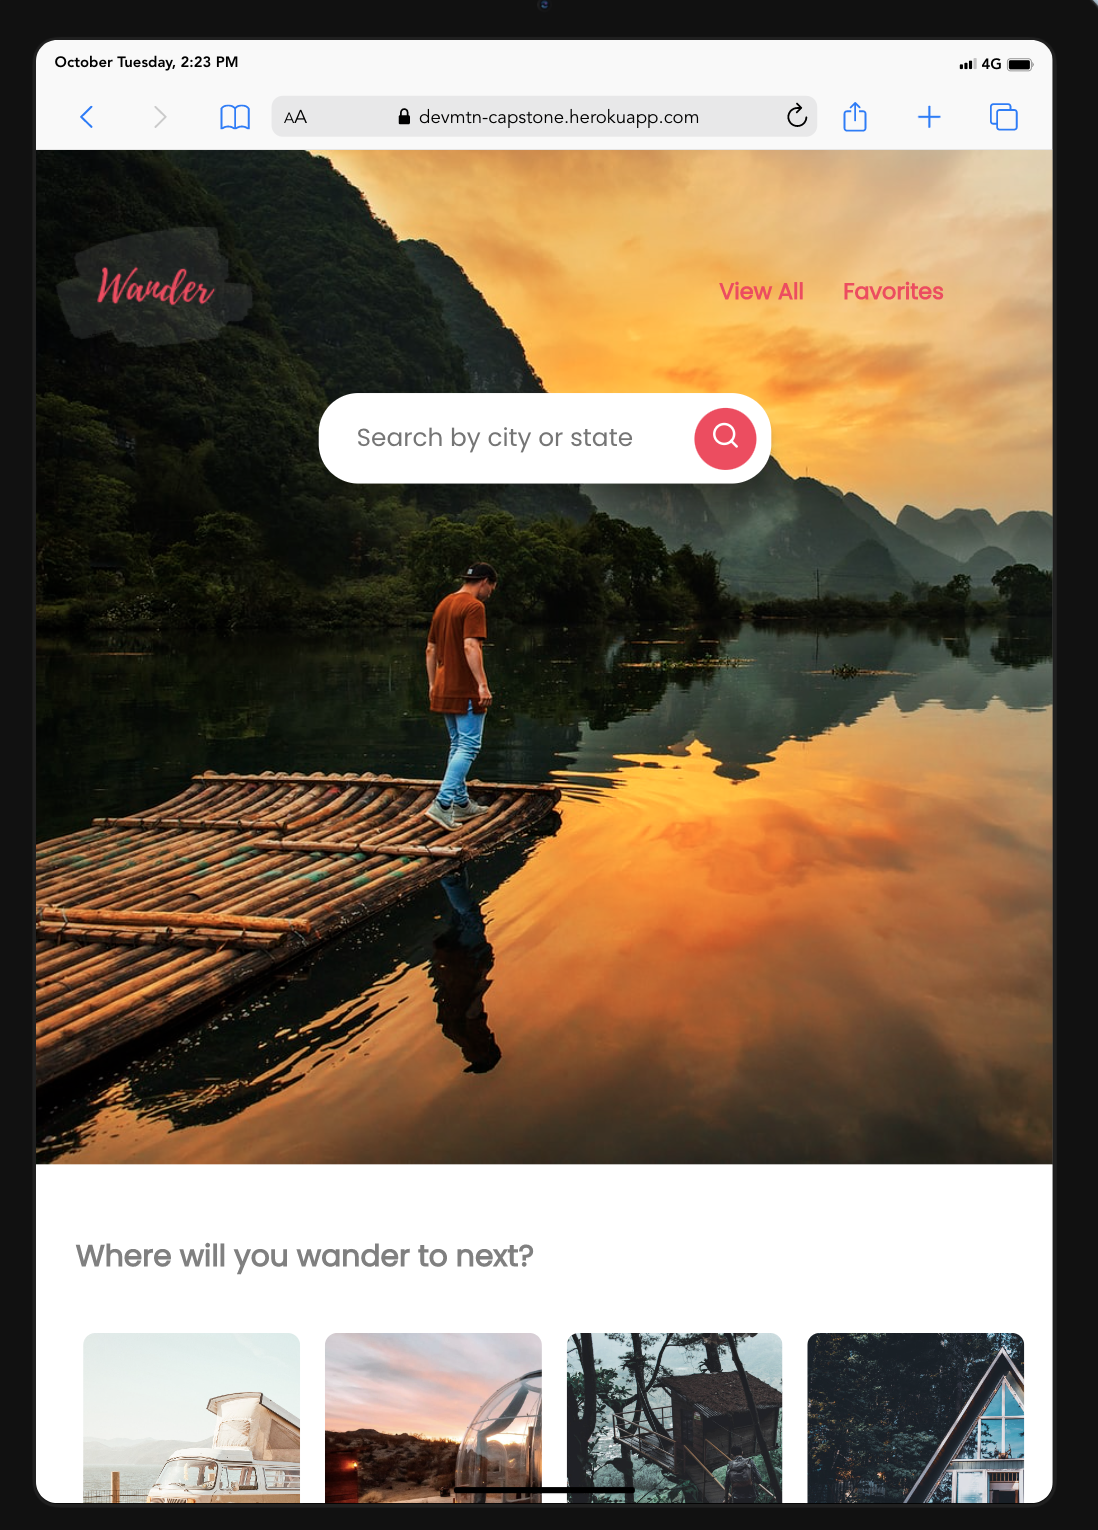 October Tuesday, 2:23 PM
4G
AA
devmtn-capstone.herokuapp.com
Wander
View All
Favorites
Search by city or state
Where will you wander to next?